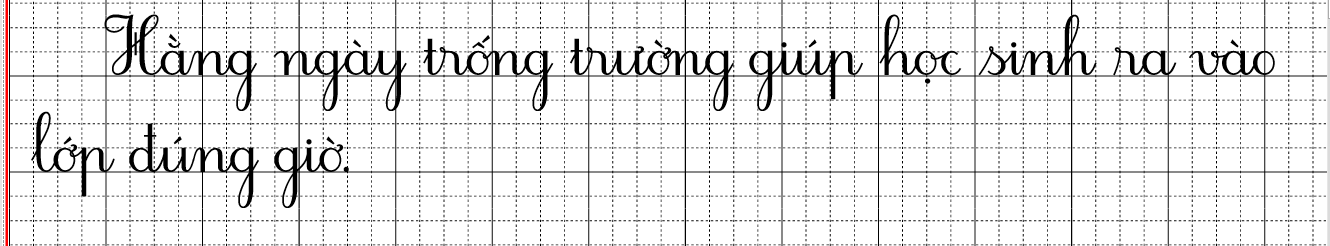 Hằng ngày trống trường giúp học sinh ra vào
lớp đúng giờ.